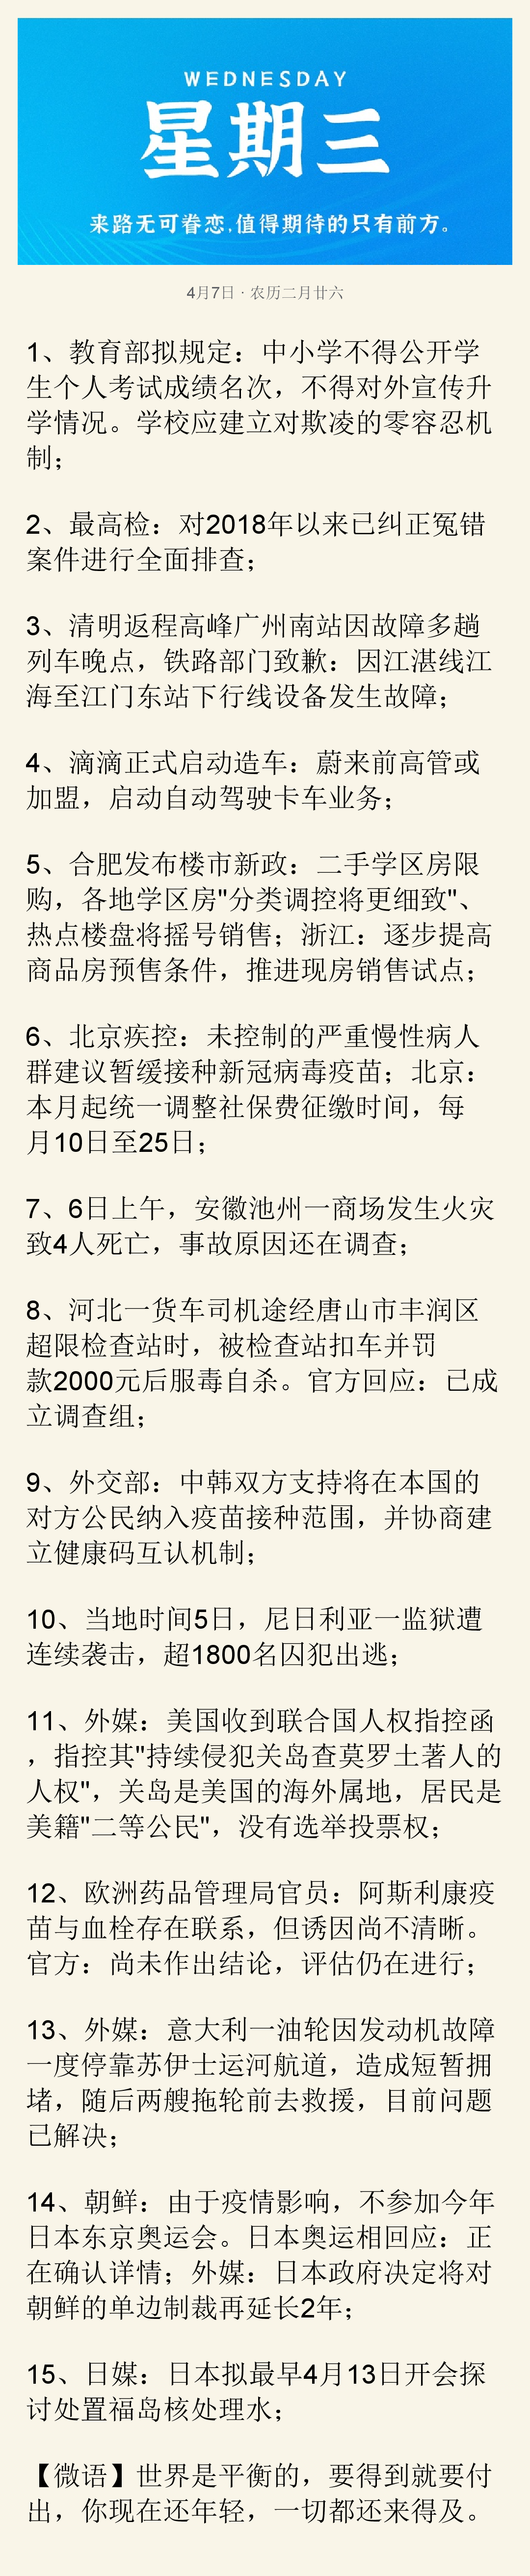 WEDNESDAY
星期三
来路无可眷恋,值得期待的只有前方。
4月7日 · 农历二月廿六
1、教育部拟规定：中小学不得公开学
生个人考试成绩名次，不得对外宣传升
学情况。学校应建立对欺凌的零容忍机
制；
2、最高检：对2018年以来已纠正冤错
案件进行全面排查；
3、清明返程高峰广州南站因故障多趟
列车晚点，铁路部门致歉：因江湛线江
海至江门东站下行线设备发生故障；
4、滴滴正式启动造车：蔚来前高管或
加盟，启动自动驾驶卡车业务；
5、合肥发布楼市新政：二手学区房限
购，各地学区房"分类调控将更细致"、
热点楼盘将摇号销售；浙江：逐步提高
商品房预售条件，推进现房销售试点；
6、北京疾控：未控制的严重慢性病人
群建议暂缓接种新冠病毒疫苗；北京：
本月起统一调整社保费征缴时间，每
月10日至25日；
7、6日上午，安徽池州一商场发生火灾
致4人死亡，事故原因还在调查；
8、河北一货车司机途经唐山市丰润区
超限检查站时，被检查站扣车并罚
款2000元后服毒自杀。官方回应：已成
立调查组；
9、外交部：中韩双方支持将在本国的
对方公民纳入疫苗接种范围，并协商建
立健康码互认机制；
10、当地时间5日，尼日利亚一监狱遭
连续袭击，超1800名囚犯出逃；
11、外媒：美国收到联合国人权指控函
，指控其"持续侵犯关岛查莫罗土著人的
人权"，关岛是美国的海外属地，居民是
美籍"二等公民"，没有选举投票权；
12、欧洲药品管理局官员：阿斯利康疫
苗与血栓存在联系，但诱因尚不清晰。
官方：尚未作出结论，评估仍在进行；
13、外媒：意大利一油轮因发动机故障
一度停靠苏伊士运河航道，造成短暂拥
堵，随后两艘拖轮前去救援，目前问题
已解决；
14、朝鲜：由于疫情影响，不参加今年
日本东京奥运会。日本奥运相回应：正
在确认详情；外媒：日本政府决定将对
朝鲜的单边制裁再延长2年；
15、日媒：日本拟最早4月13日开会探
讨处置福岛核处理水；
【微语】世界是平衡的，要得到就要付
出，你现在还年轻，一切都还来得及。